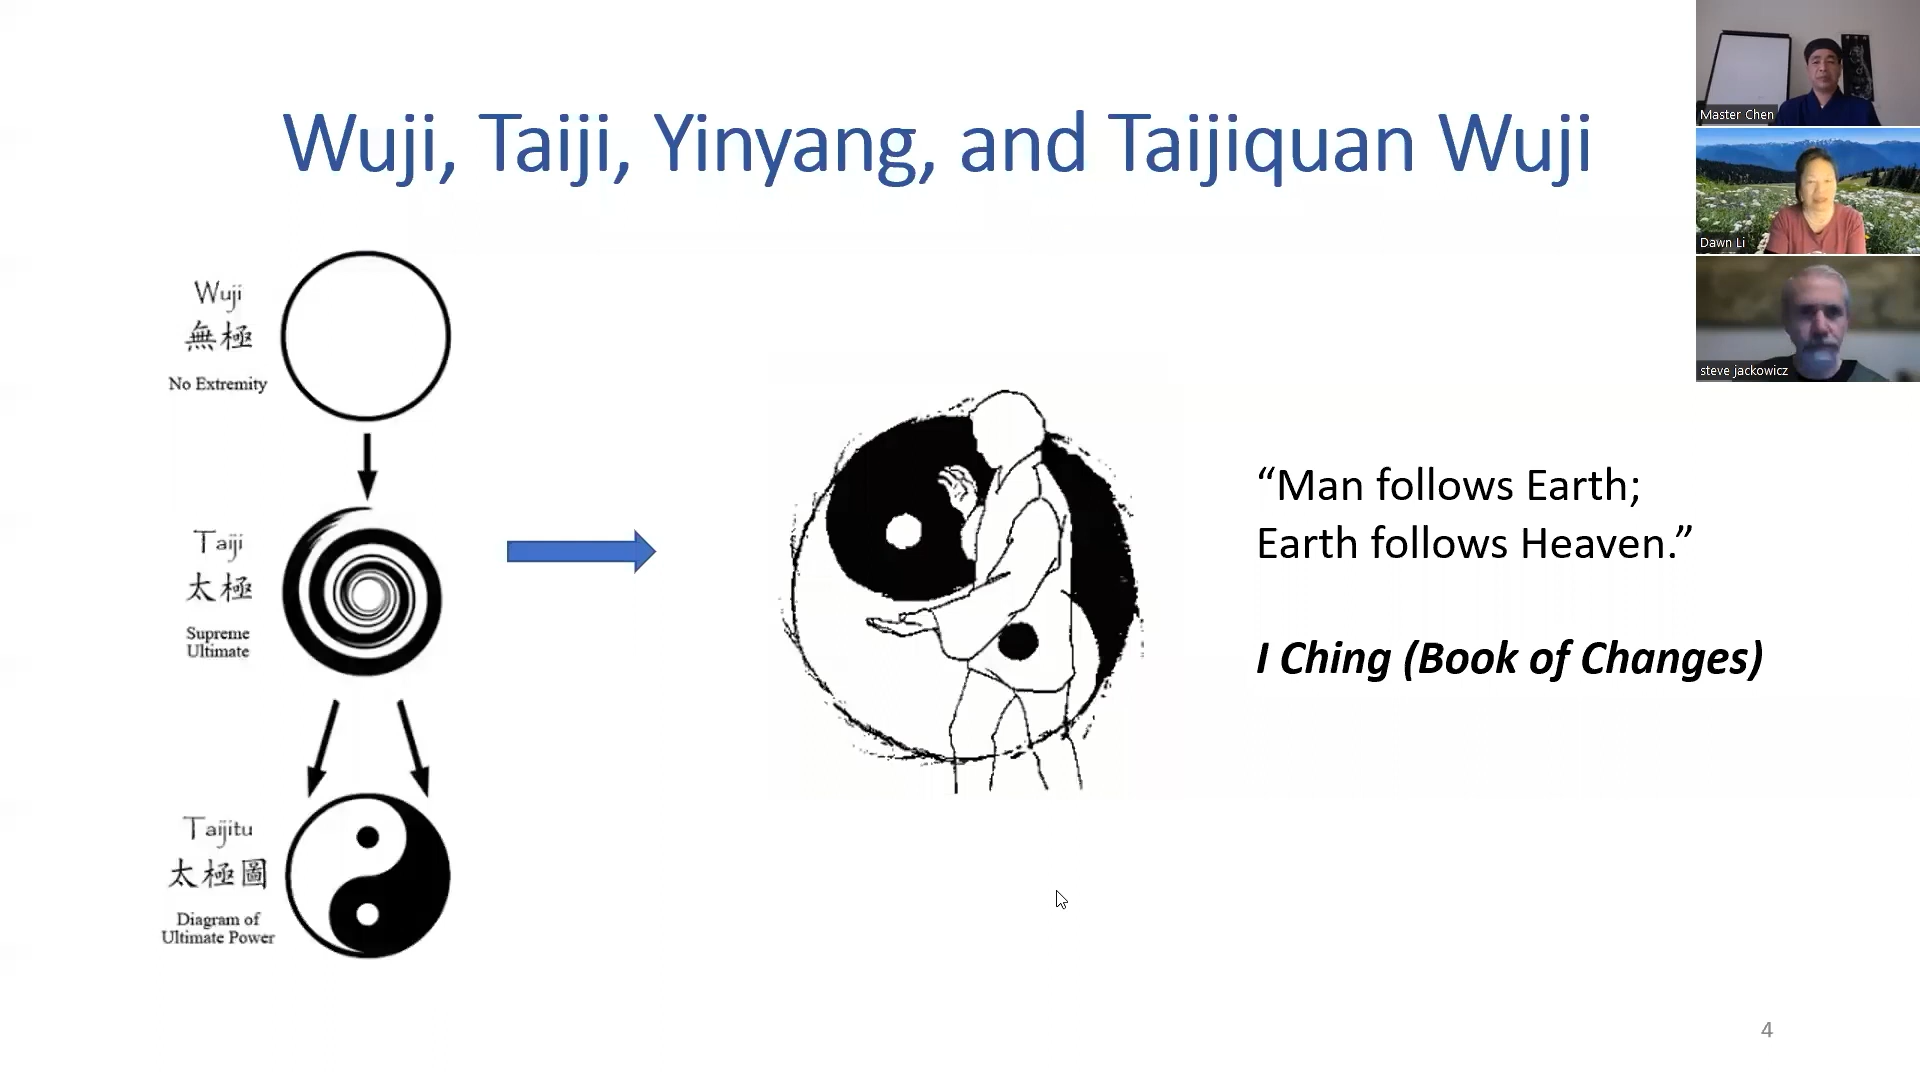 Wuji, Taiji, Yinyang, and Taijiquan Wuji
Wuji
無極
No Extremity
Taiji
太極
Supreme
Ultimate
Taijitu
太極圖
Diagram of
Ultimate Power
“Man follows Earth;
Earth follows Heaven.”
I Ching (Book of Changes)
4
Master Chen
Dawn Li
steve jackowicz